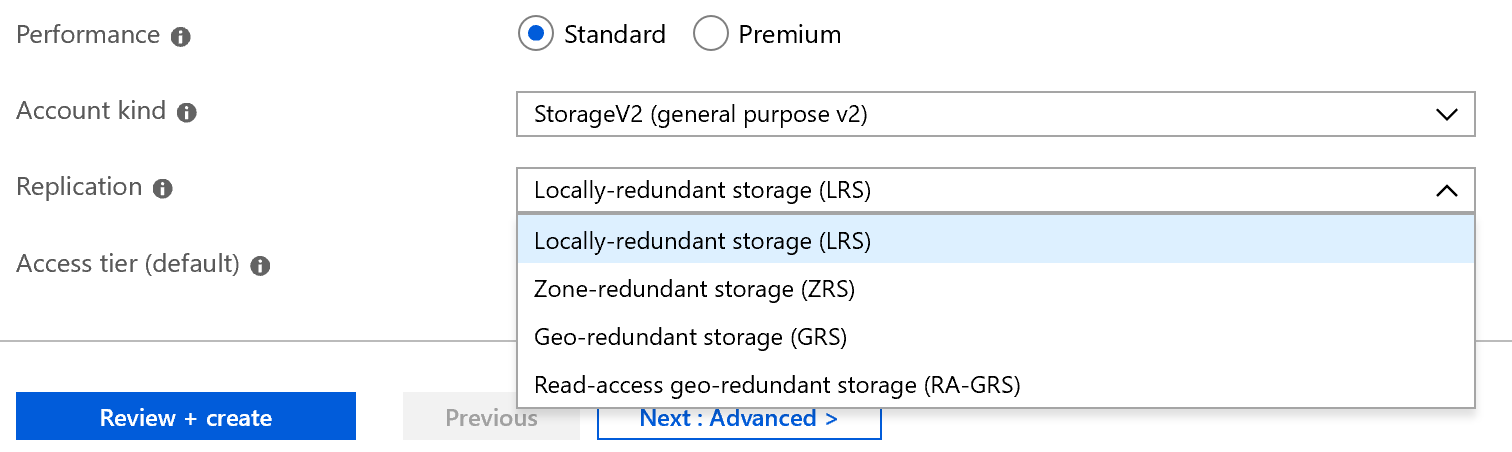 Performance
Standard Premium
Account kind
StorageV2 (general purpose v2)
Replication
Locally-redundant storage (LRS)
Locally-redundant storage (LRS)
Zone-redundant storage (ZRS)
Geo-redundant storage (GRS)
Read-access geo-redundant storage (RA-GRS)
Access tier (default)
Review + create
Previous
Next : Advanced >